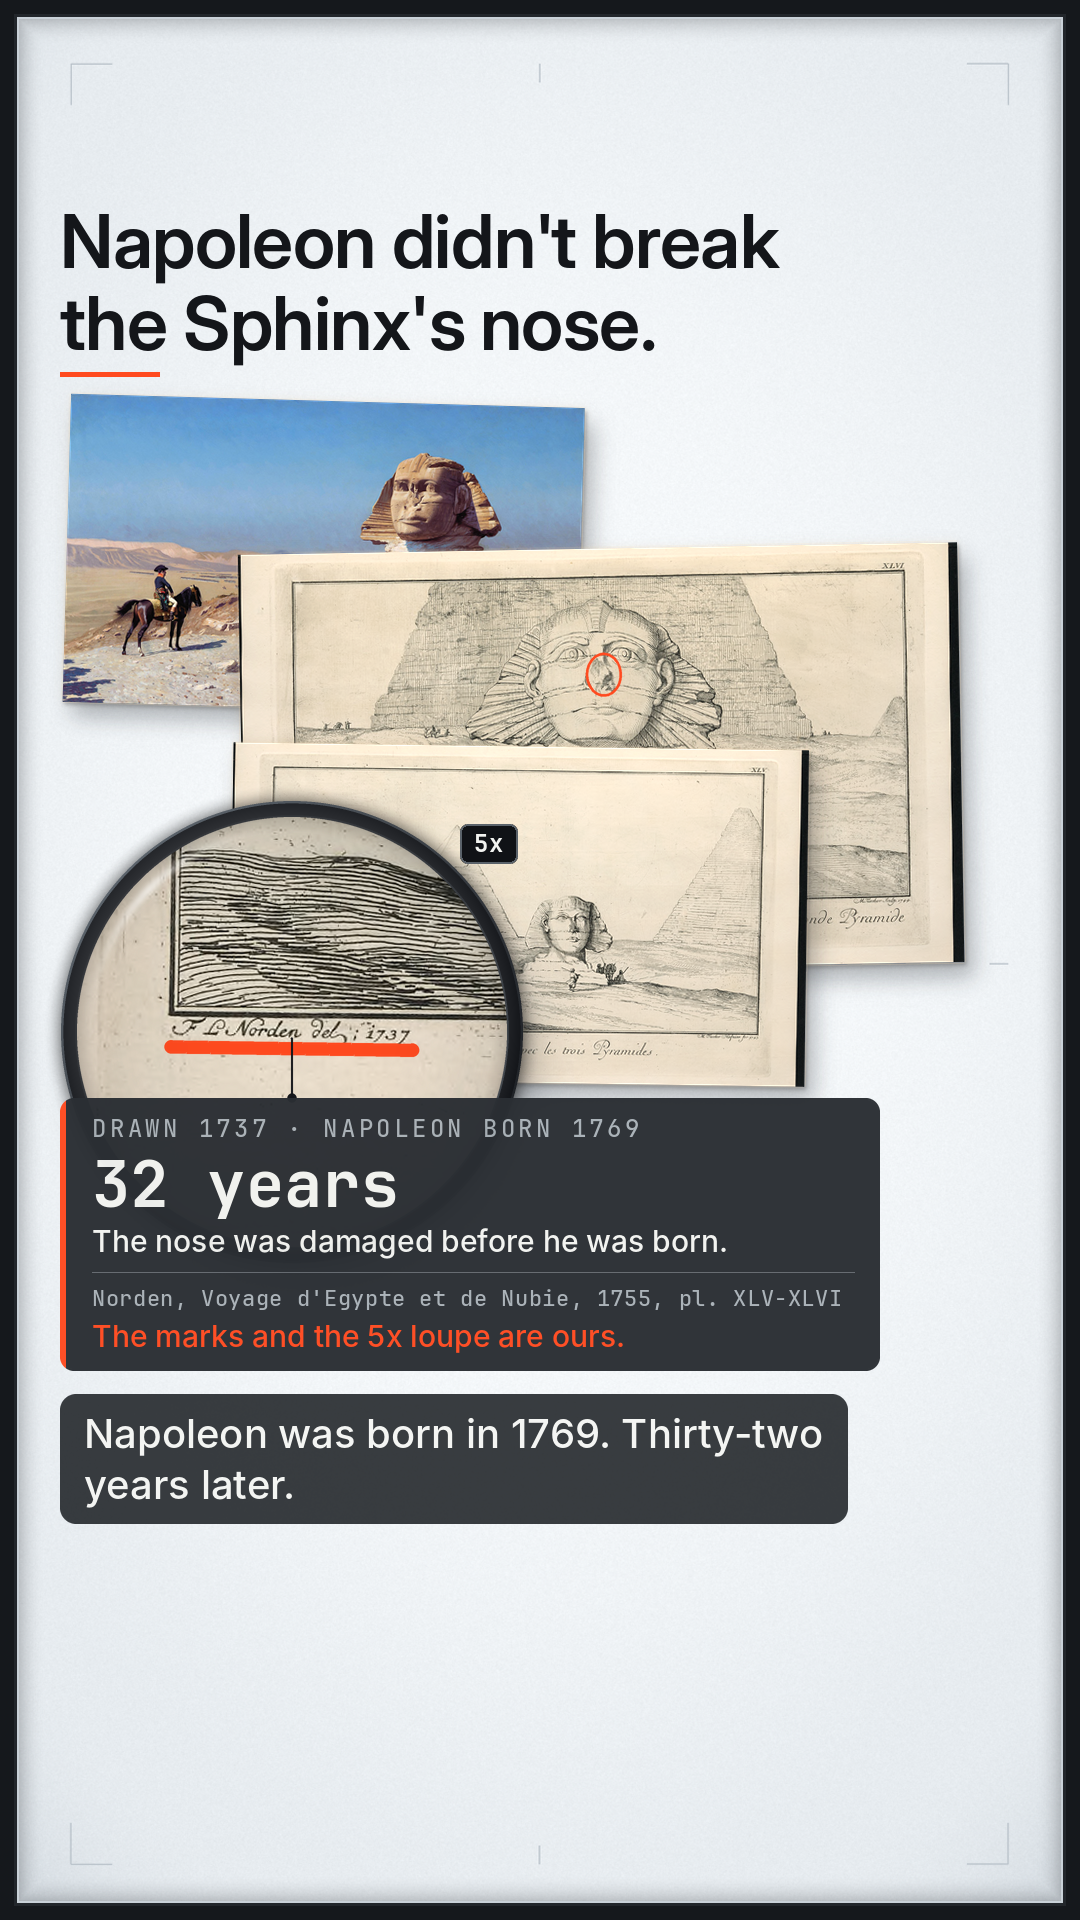 Napoleon didn't break
the Sphinx's nose.
XLVI
XLV
5x
nde Pyramide
vec les trois Pyramides.
F L Norden del; 1737
DRAWN 1737 · NAPOLEON BORN 1769
32 years
The nose was damaged before he was born.
Norden, Voyage d'Egypte et de Nubie, 1755, pl. XLV-XLVI
The marks and the 5x loupe are ours.
Napoleon was born in 1769. Thirty-two
years later.